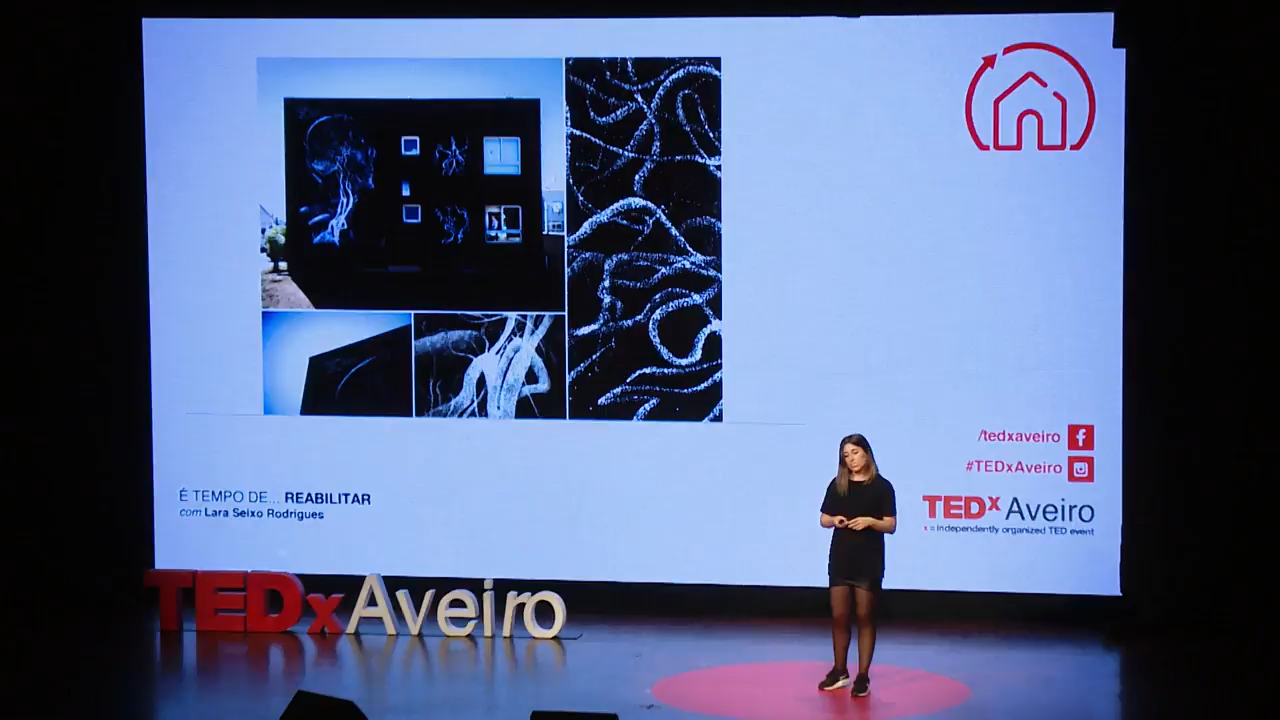 /tedxaveiro
#TEDxAveiro
É TEMPO DE... REABILITAR
com Lara Seixo Rodrigues
TEDx Aveiro
x = independently organized TED event
TEDxAveiro